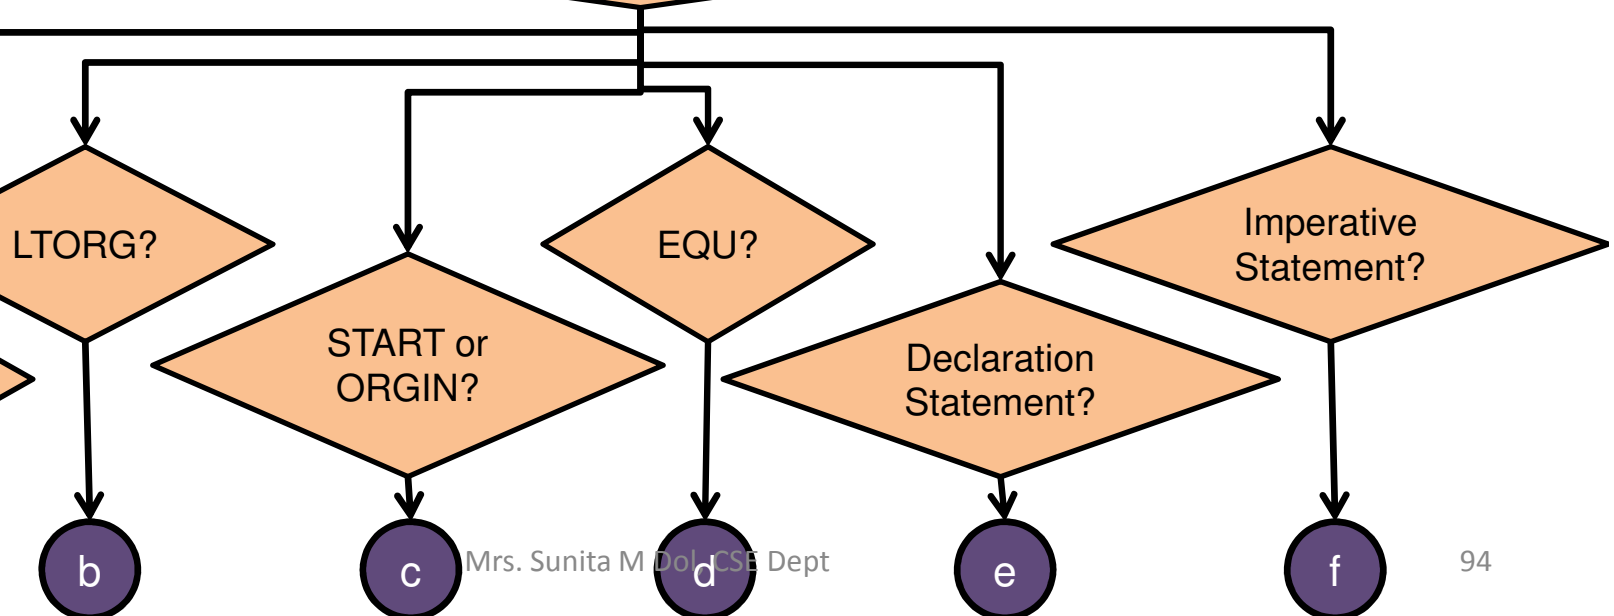 LTORG?
START or
ORGIN?
EQU?
Declaration
Statement?
Imperative
Statement?
b
c
d
e
f
Mrs. Sunita M Dol, CSE Dept
94